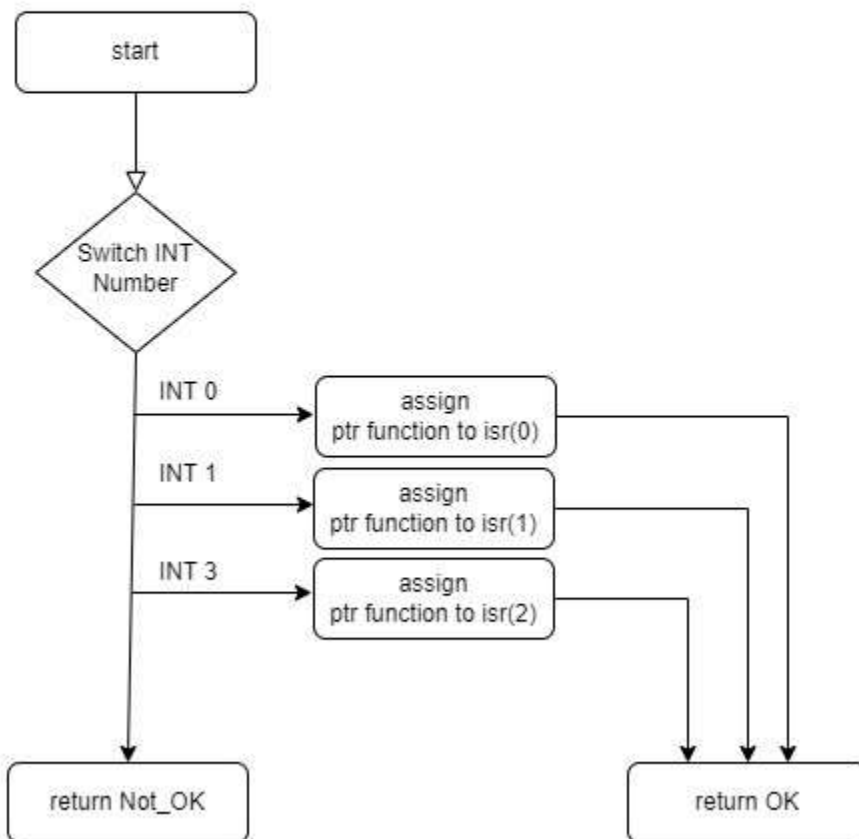 start
Switch INT
Number
INT 0
assign
ptr function to isr(0)
INT 1
assign
ptr function to isr(1)
INT 3
assign
ptr function to isr(2)
return Not_OK
return OK